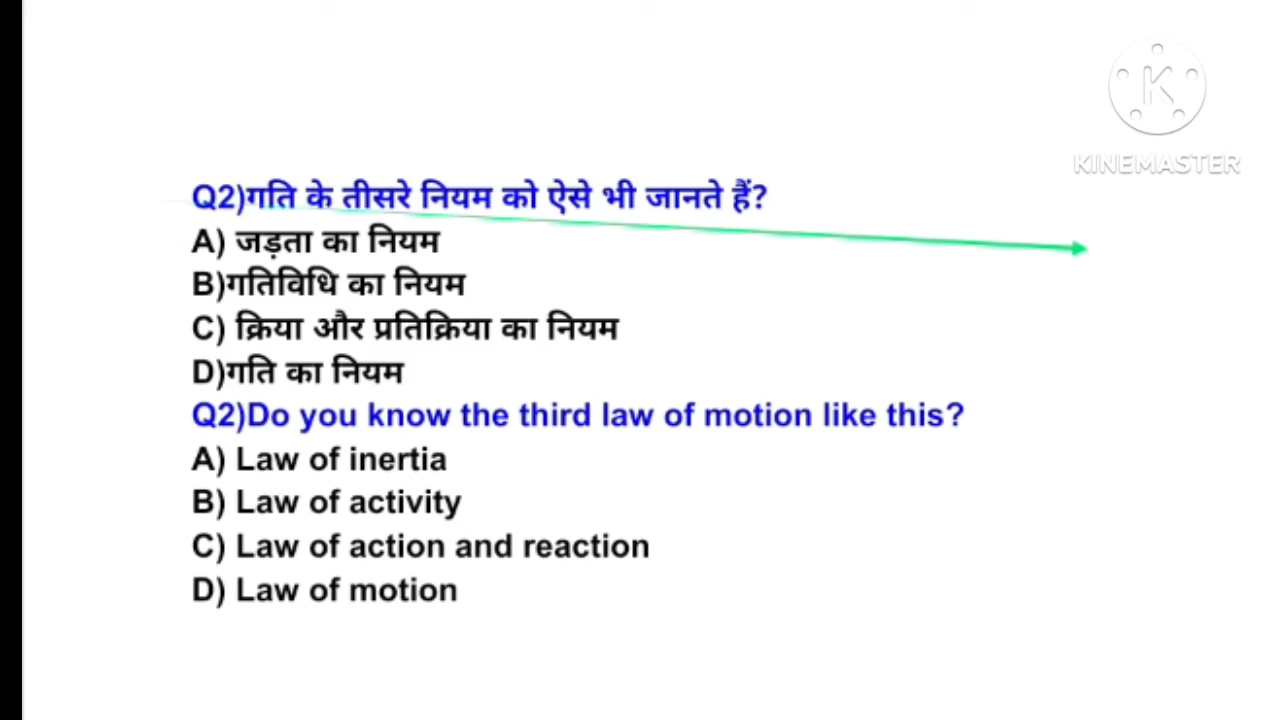 KINEMASTER
Q2)गति के तीसरे नियम को ऐसे भी जानते हैं?
A) जड़ता का नियम
B)गतिविधि का नियम
C) क्रिया और प्रतिक्रिया का नियम
D)गति का नियम
Q2)Do you know the third law of motion like this?
A) Law of inertia
B) Law of activity
C) Law of action and reaction
D) Law of motion